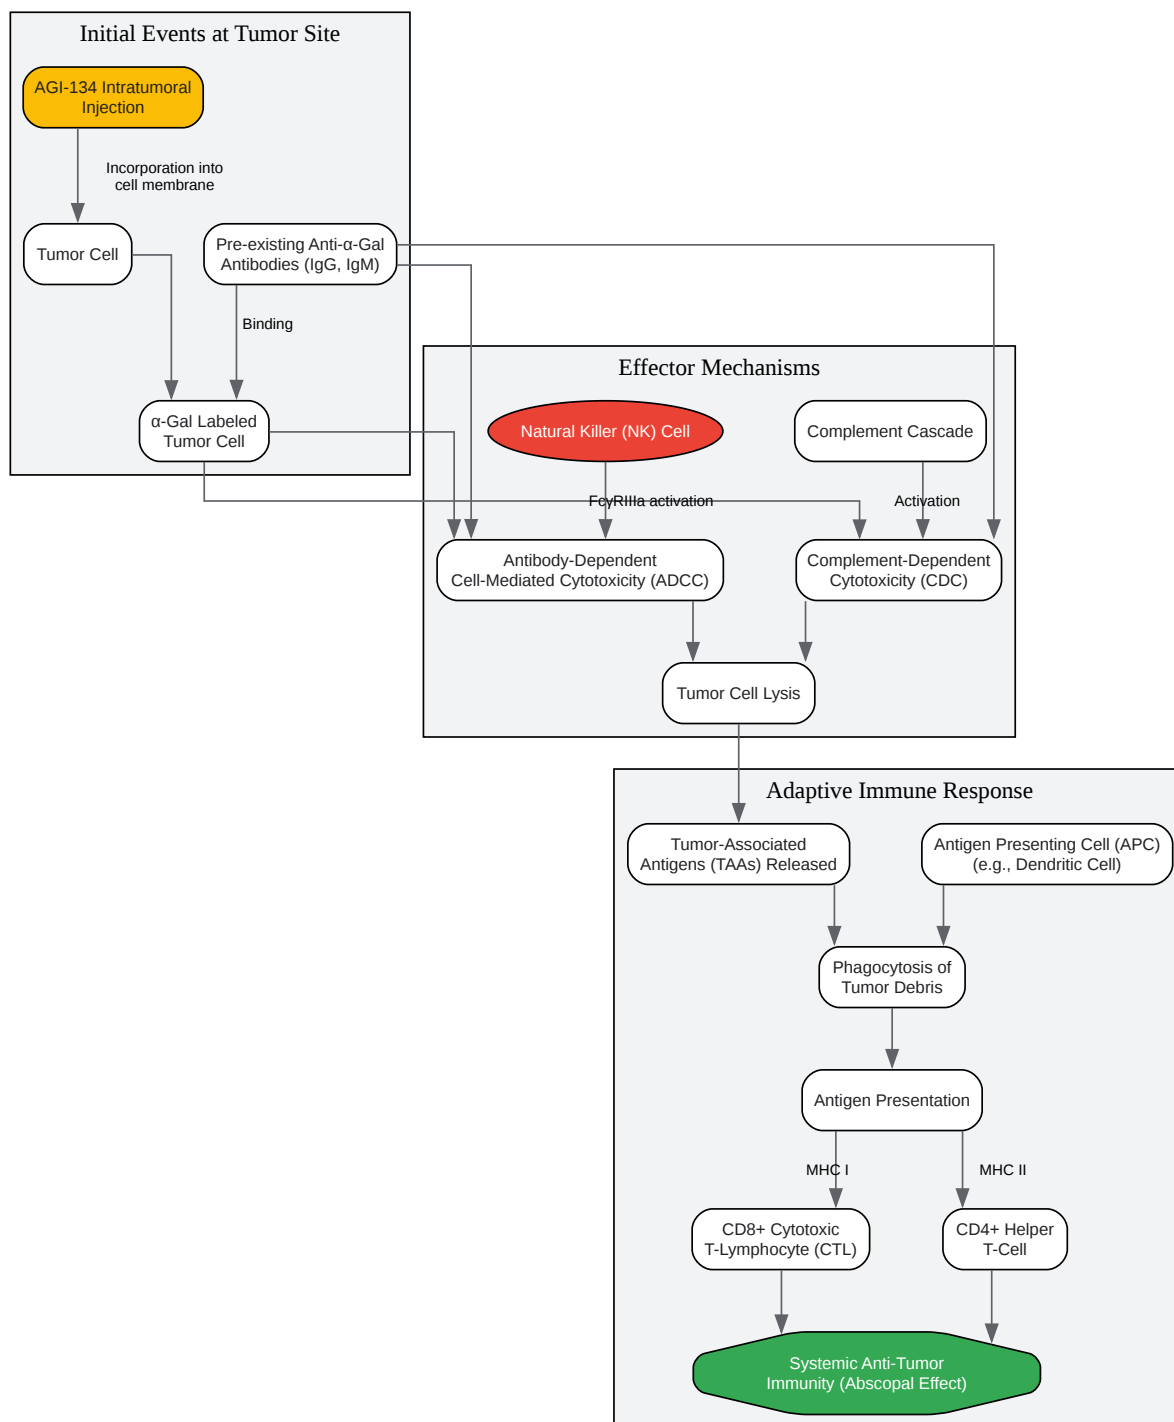 Initial Events at Tumor Site
AGI-134 Intratumoral
Injection
Incorporation into
cell membrane
Tumor Cell
Pre-existing Anti-α-Gal
Antibodies (IgG, IgM)
Binding
α-Gal Labeled
Tumor Cell
Effector Mechanisms
Natural Killer (NK) Cell
Complement Cascade
FcγRIIIa activation
Activation
Antibody-Dependent
Cell-Mediated Cytotoxicity (ADCC)
Complement-Dependent
Cytotoxicity (CDC)
Tumor Cell Lysis
Adaptive Immune Response
Tumor-Associated
Antigens (TAAs) Released
Antigen Presenting Cell (APC)
(e.g., Dendritic Cell)
Phagocytosis of
Tumor Debris
Antigen Presentation
MHC I
MHC II
CD8+ Cytotoxic
T-Lymphocyte (CTL)
CD4+ Helper
T-Cell
Systemic Anti-Tumor
Immunity (Abscopal Effect)